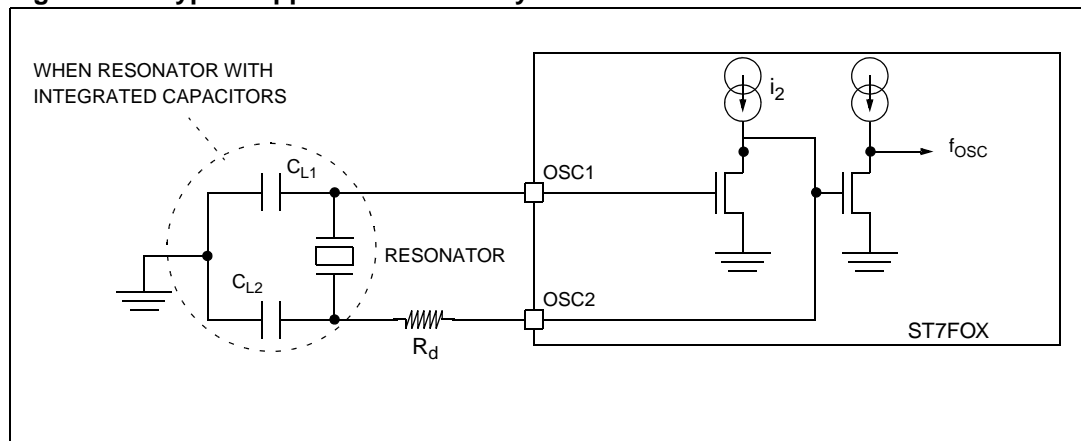 WHEN RESONATOR WITH
INTEGRATED CAPACITORS
CL1
CL2
RESONATOR
Rd
OSC1
OSC2
i2
fOSC
ST7FOX